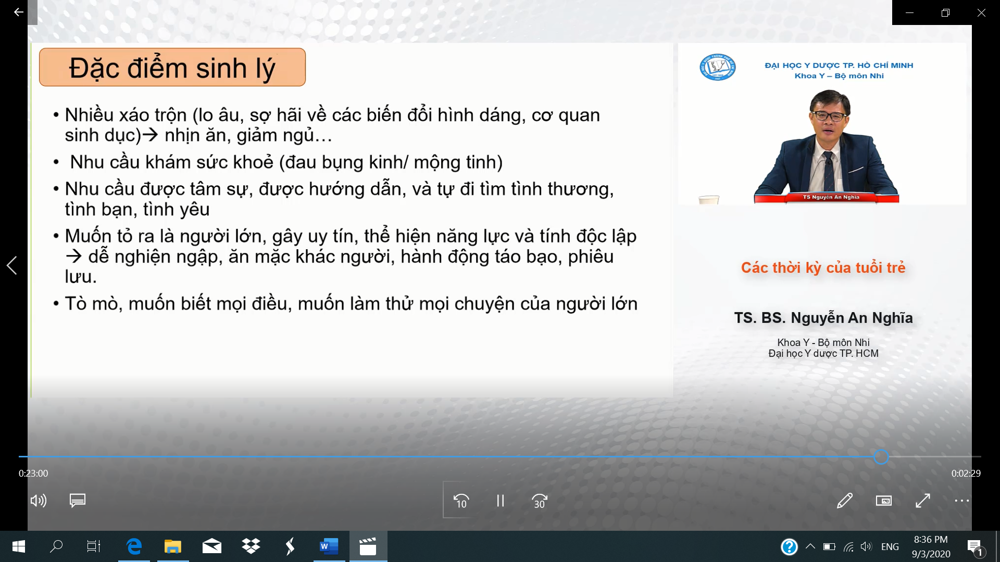 Đặc điểm sinh lý
• Nhiều xáo trộn (lo âu, sợ hãi về các biến đổi hình dáng, cơ quan
sinh dục)→ nhịn ăn, giảm ngủ…
• Nhu cầu khám sức khoẻ (đau bụng kinh/ mộng tinh)
• Nhu cầu được tâm sự, được hướng dẫn, và tự đi tìm tình thương,
tình bạn, tình yêu
• Muốn tỏ ra là người lớn, gây uy tín, thể hiện năng lực và tính độc lập
→ dễ nghiện ngập, ăn mặc khác người, hành động táo bạo, phiêu
lưu.
• Tò mò, muốn biết mọi điều, muốn làm thử mọi chuyện của người lớn
ĐẠI HỌC Y DƯỢC TP. HỒ CHÍ MINH
Khoa Y – Bộ môn Nhi
TS Nguyễn An Nghĩa
Các thời kỳ của tuổi trẻ
TS. BS. Nguyễn An Nghĩa
Khoa Y - Bộ môn Nhi
Đại học Y dược TP. HCM
0:23:00
0:02:29
10
30
W
ENG
8:36 PM
9/3/2020
1